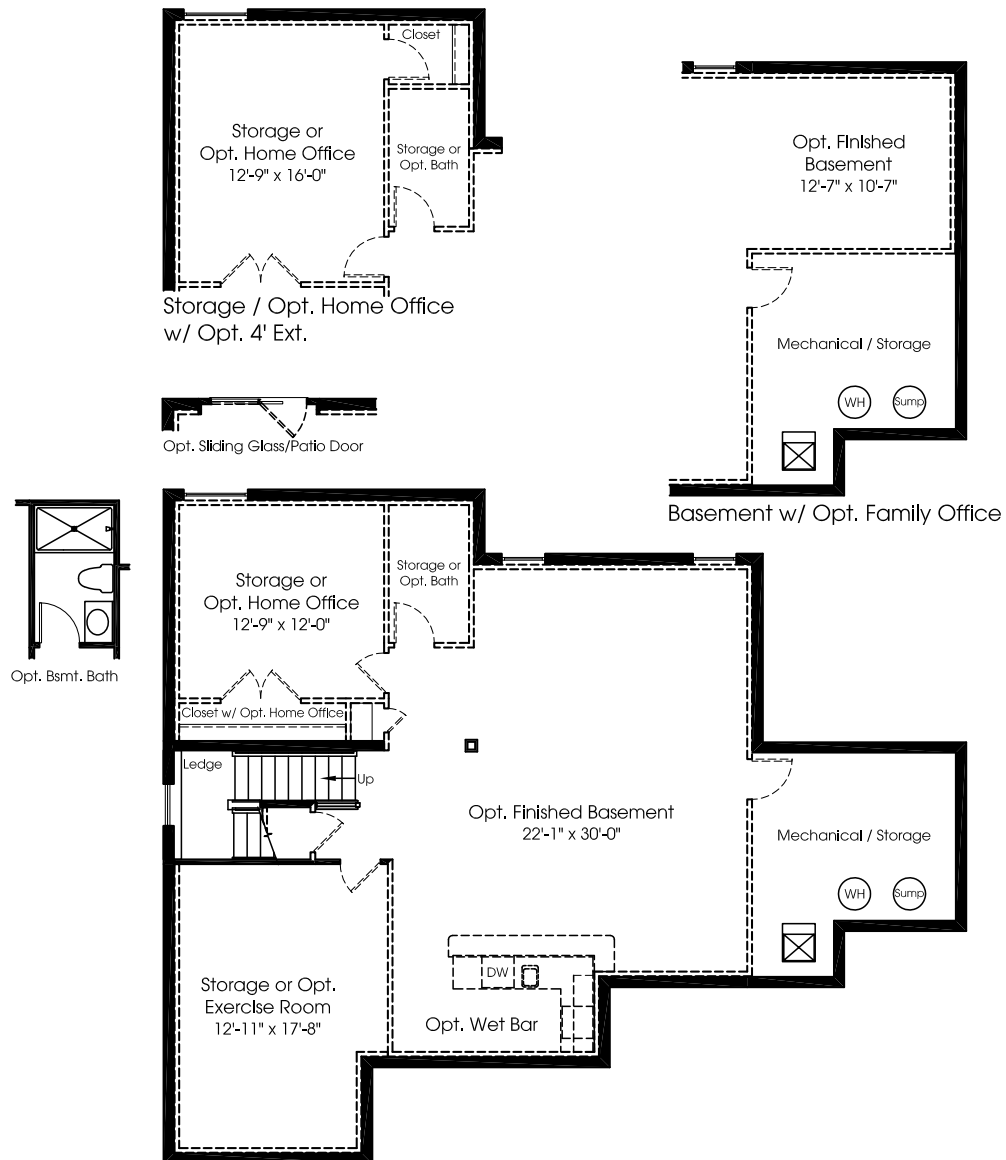 Closet
Storage or
Opt. Home Office
12'-9" x 16'-0"
Storage or
Opt. Bath
Storage / Opt. Home Office
w/ Opt. 4' Ext.
Opt. Finished
Basement
12'-7" x 10'-7"
Mechanical / Storage
WH
Sump
Basement w/ Opt. Family Office
Opt. Sliding Glass/Patio Door
Opt. Bsmt. Bath
Storage or
Opt. Home Office
12'-9" x 12'-0"
Storage or
Opt. Bath
Closet w/ Opt. Home Office
Ledge
Up
Opt. Finished Basement
22'-1" x 30'-0"
Mechanical / Storage
WH
Sump
Storage or Opt.
Exercise Room
12'-11" x 17'-8"
DW
Opt. Wet Bar